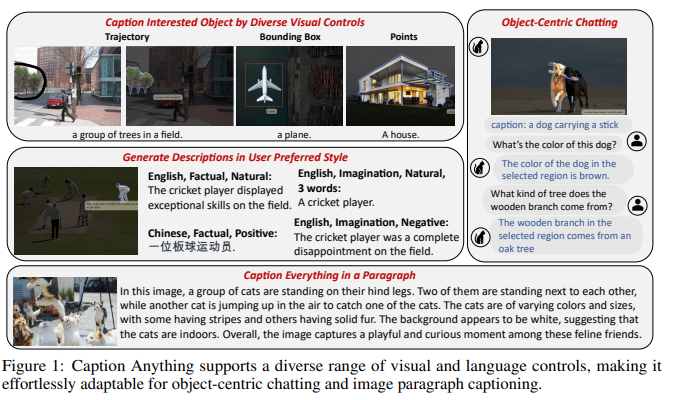 Caption Interested Object by Diverse Visual Controls
Trajectory
Bounding Box
Points
a group of trees in a field.
a plane.
A house.
Generate Descriptions in User Preferred Style
English, Factual, Natural:
The cricket player displayed
exceptional skills on the field.
Chinese, Factual, Positive:
一位板球运动员.
English, Imagination, Natural,
3 words:
A cricket player.
English, Imagination, Negative:
The cricket player was a complete
disappointment on the field.
Object-Centric Chatting
caption: a dog carrying a stick
What's the color of this dog?
The color of the dog in the
selected region is brown.
What kind of tree does the
wooden branch come from?
The wooden branch in the
selected region comes from an
oak tree
Caption Everything in a Paragraph
In this image, a group of cats are standing on their hind legs. Two of them are standing next to each other,
while another cat is jumping up in the air to catch one of the cats. The cats are of varying colors and sizes,
with some having stripes and others having solid fur. The background appears to be white, suggesting that
the cats are indoors. Overall, the image captures a playful and curious moment among these feline friends.
Figure 1: Caption Anything supports a diverse range of visual and language controls, making it
effortlessly adaptable for object-centric chatting and image paragraph captioning.